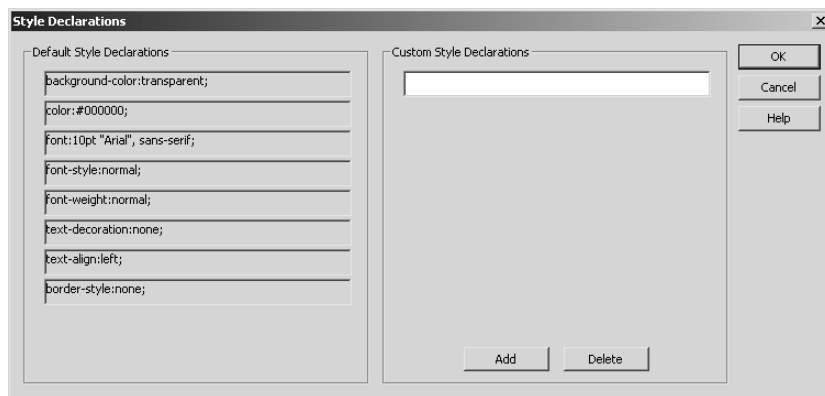 Style Declarations
Default Style Declarations
background-color:transparent;
color:#000000;
font:10pt "Arial", sans-serif;
font-style:normal;
font-weight:normal;
text-decoration:none;
text-align:left;
border-style:none;
Custom Style Declarations
Add Delete
OK
Cancel
Help